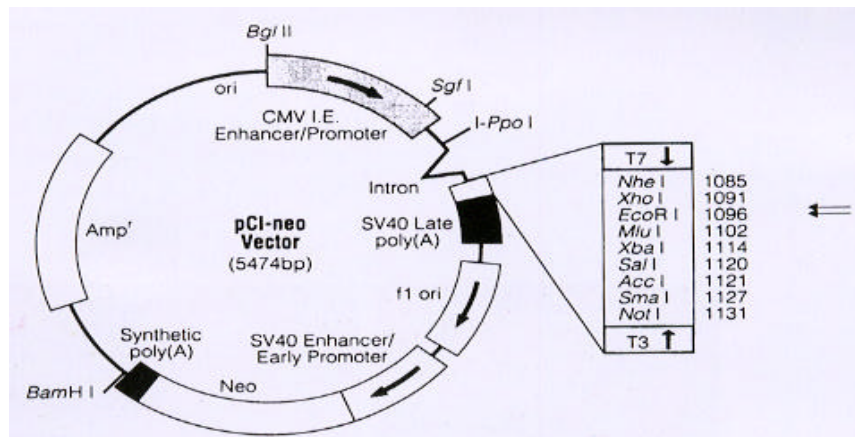 Bgl II
Sgf I
I-Ppo I
ori
CMV I.E.
Enhancer/Promoter
Intron
T7
Nhe I 1085
Xho I 1091
EcoR I 1096
Mlu I 1102
Xba I 1114
Sal I 1120
Acc I 1121
Sma I 1127
Not I 1131
T3
Ampr
pCI-neo
Vector
(5474bp)
SV40 Late
poly(A)
f1 ori
SV40 Enhancer/
Early Promoter
Synthetic
poly(A)
Neo
BamH I